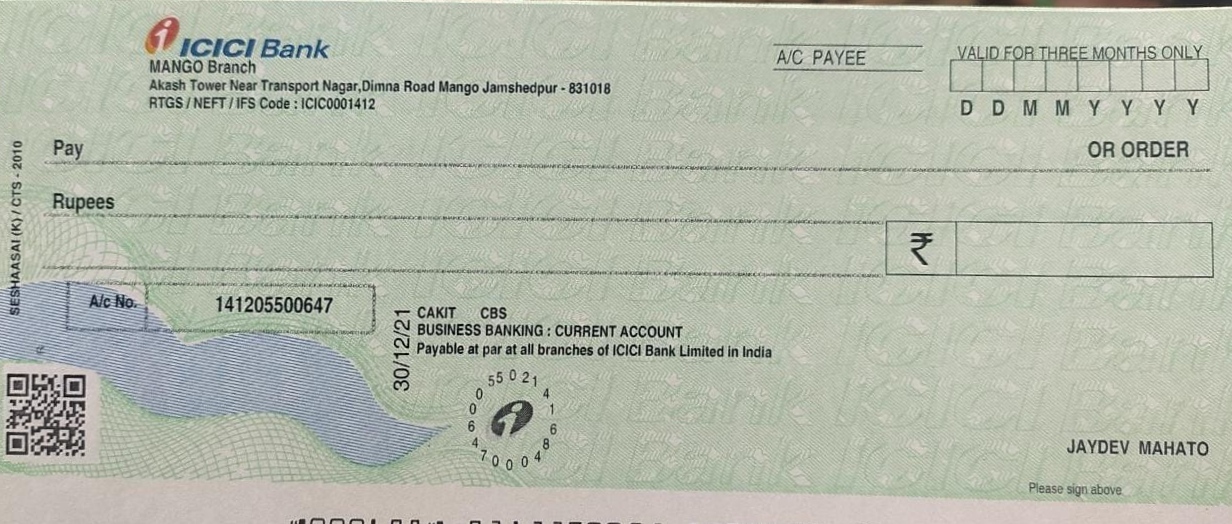 ICICI Bank
MANGO Branch
Akash Tower Near Transport Nagar,Dimna Road Mango Jamshedpur - 831018
RTGS / NEFT / IFS Code : ICIC0001412
A/C PAYEE
VALID FOR THREE MONTHS ONLY
D D M M Y Y Y Y
Pay
OR ORDER
Rupees
₹
SESHAASAI (K) / CTS - 2010
A/c No.
141205500647
30/12/21
CAKIT CBS
BUSINESS BANKING : CURRENT ACCOUNT
Payable at par at all branches of ICICI Bank Limited in India
550214168400074600
JAYDEV MAHATO
Please sign above